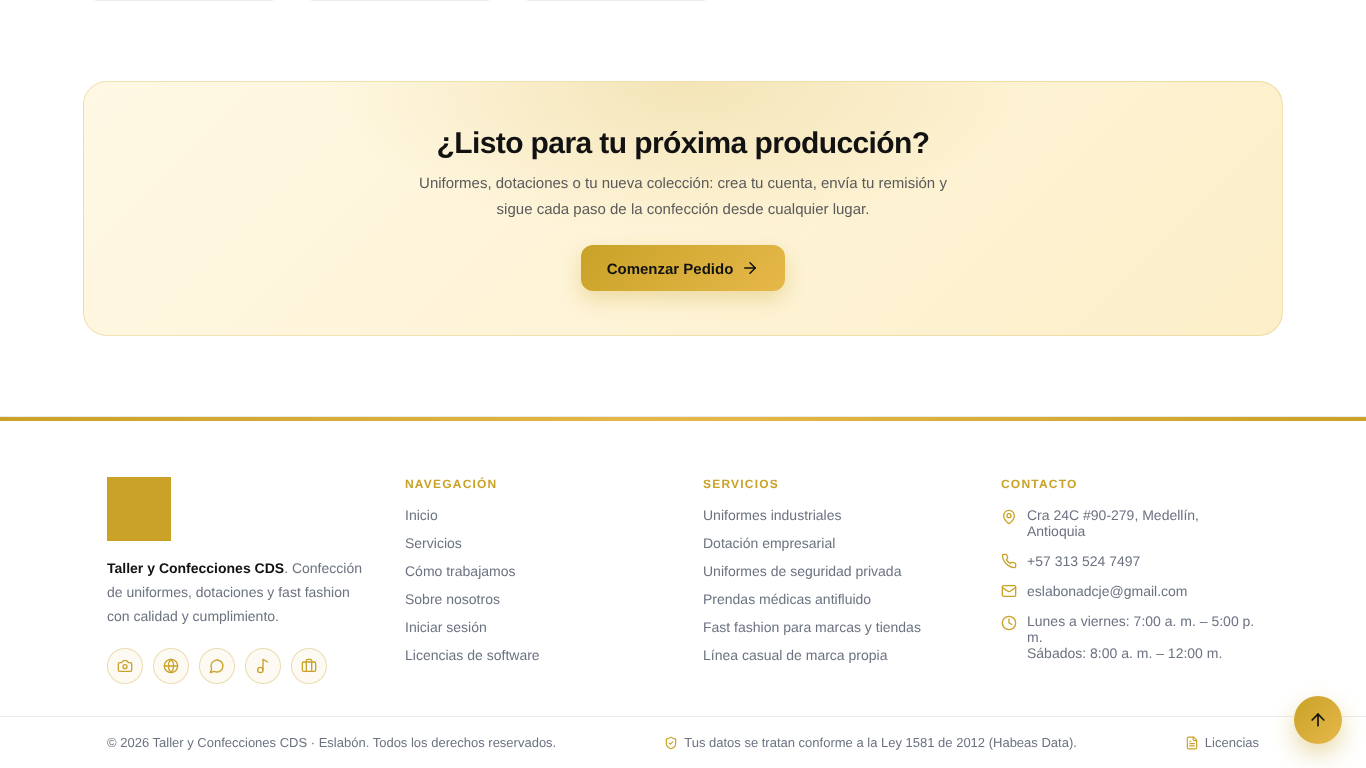 ¿Listo para tu próxima producción?
Uniformes, dotaciones o tu nueva colección: crea tu cuenta, envía tu remisión y
sigue cada paso de la confección desde cualquier lugar.
Comenzar Pedido
Taller y Confecciones CDS. Confección
de uniformes, dotaciones y fast fashion
con calidad y cumplimiento.
NAVEGACIÓN
Inicio
Servicios
Cómo trabajamos
Sobre nosotros
Iniciar sesión
Licencias de software
SERVICIOS
Uniformes industriales
Dotación empresarial
Uniformes de seguridad privada
Prendas médicas antifluido
Fast fashion para marcas y tiendas
Línea casual de marca propia
CONTACTO
Cra 24C #90-279, Medellín,
Antioquia
+57 313 524 7497
eslabonadcje@gmail.com
Lunes a viernes: 7:00 a. m. – 5:00 p.
m.
Sábados: 8:00 a. m. – 12:00 m.
© 2026 Taller y Confecciones CDS · Eslabón. Todos los derechos reservados.
Tus datos se tratan conforme a la Ley 1581 de 2012 (Habeas Data).
Licencias